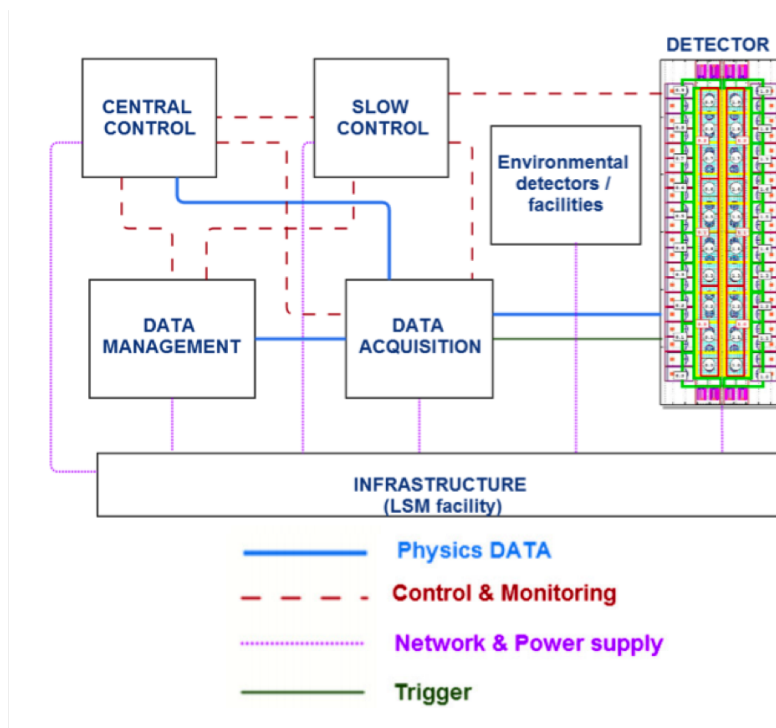 DETECTOR
CENTRAL
CONTROL
SLOW
CONTROL
Environmental
detectors /
facilities
DATA
MANAGEMENT
DATA
ACQUISITION
INFRASTRUCTURE
(LSM facility)
Physics DATA
Control & Monitoring
Network & Power supply
Trigger